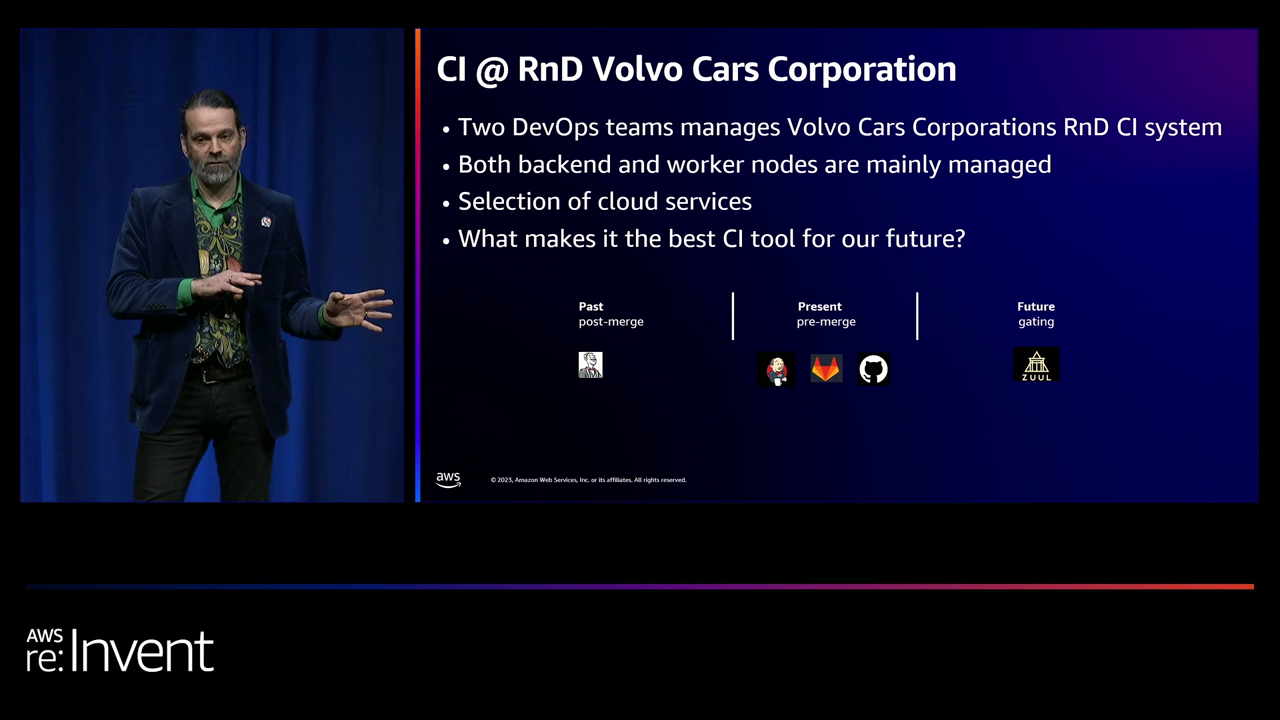 CI @ RnD Volvo Cars Corporation
• Two DevOps teams manages Volvo Cars Corporations RnD CI system
• Both backend and worker nodes are mainly managed
• Selection of cloud services
• What makes it the best CI tool for our future?
Past
post-merge
Present
pre-merge
Future
gating
ZUUL
aws
© 2023, Amazon Web Services, Inc. or its affiliates. All rights reserved.
AWS
re:Invent